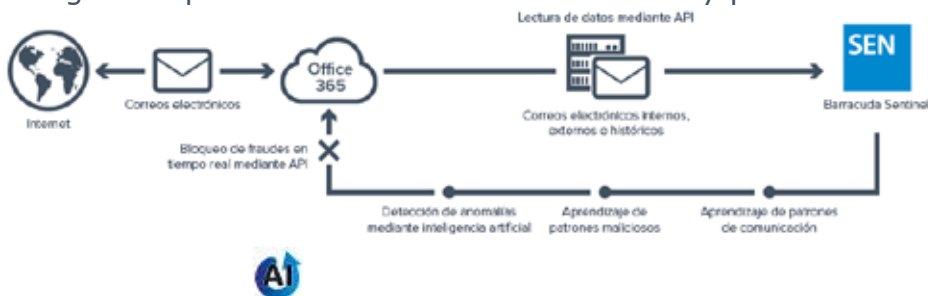 Lectura de datos mediante API
SEN
Office
365
Correos electrónicos
Internet
Barracuda Sentinel
Correos electrónicos internos,
externos o históricos
Bloqueo de fraudes en
tiempo real mediante API
Detección de anomalías
mediante inteligencia artificial
Aprendizaje de
patrones maliciosos
Aprendizaje de patrones
de comunicación
AI